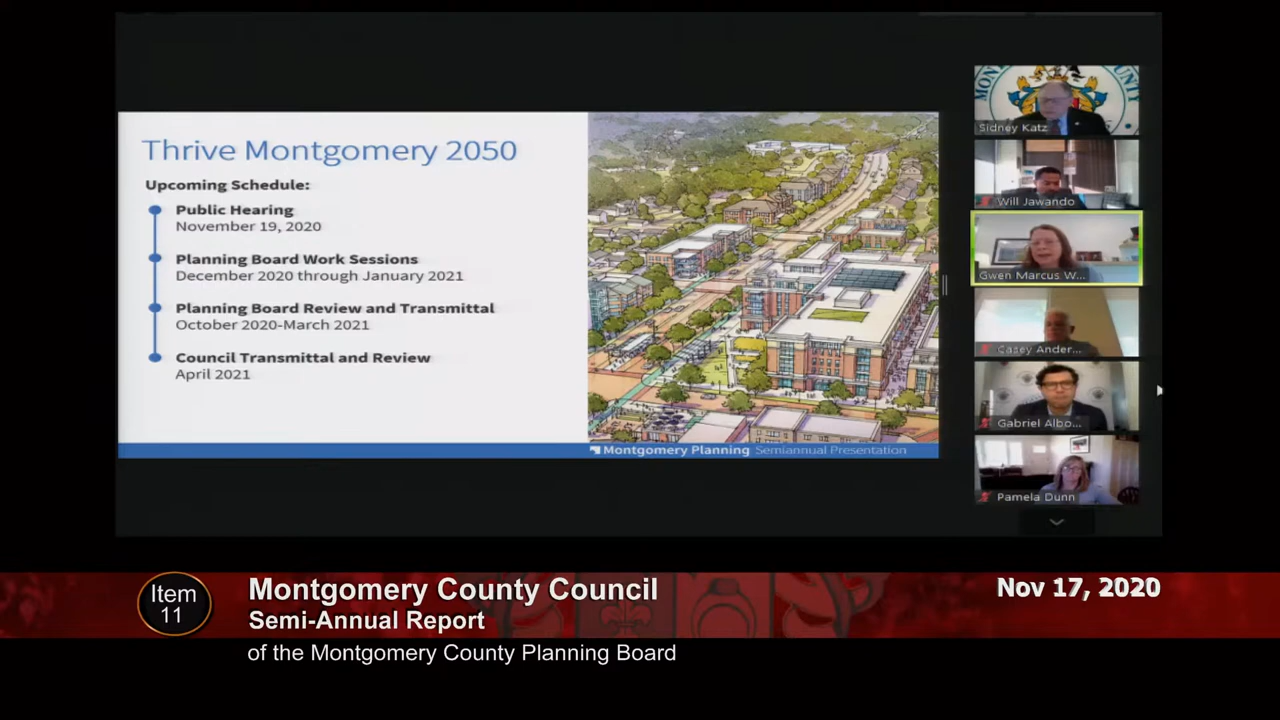 Thrive Montgomery 2050
Upcoming Schedule:
Public Hearing
November 19, 2020
Planning Board Work Sessions
December 2020 through January 2021
Planning Board Review and Transmittal
October 2020-March 2021
Council Transmittal and Review
April 2021
Montgomery Planning Semiannual Presentation
Sidney Katz
Will Jawando
Gwen Marcus W...
Casey Ander...
Gabriel Albo...
Pamela Dunn
Item
11
Montgomery County Council
Semi-Annual Report
of the Montgomery County Planning Board
Nov 17, 2020